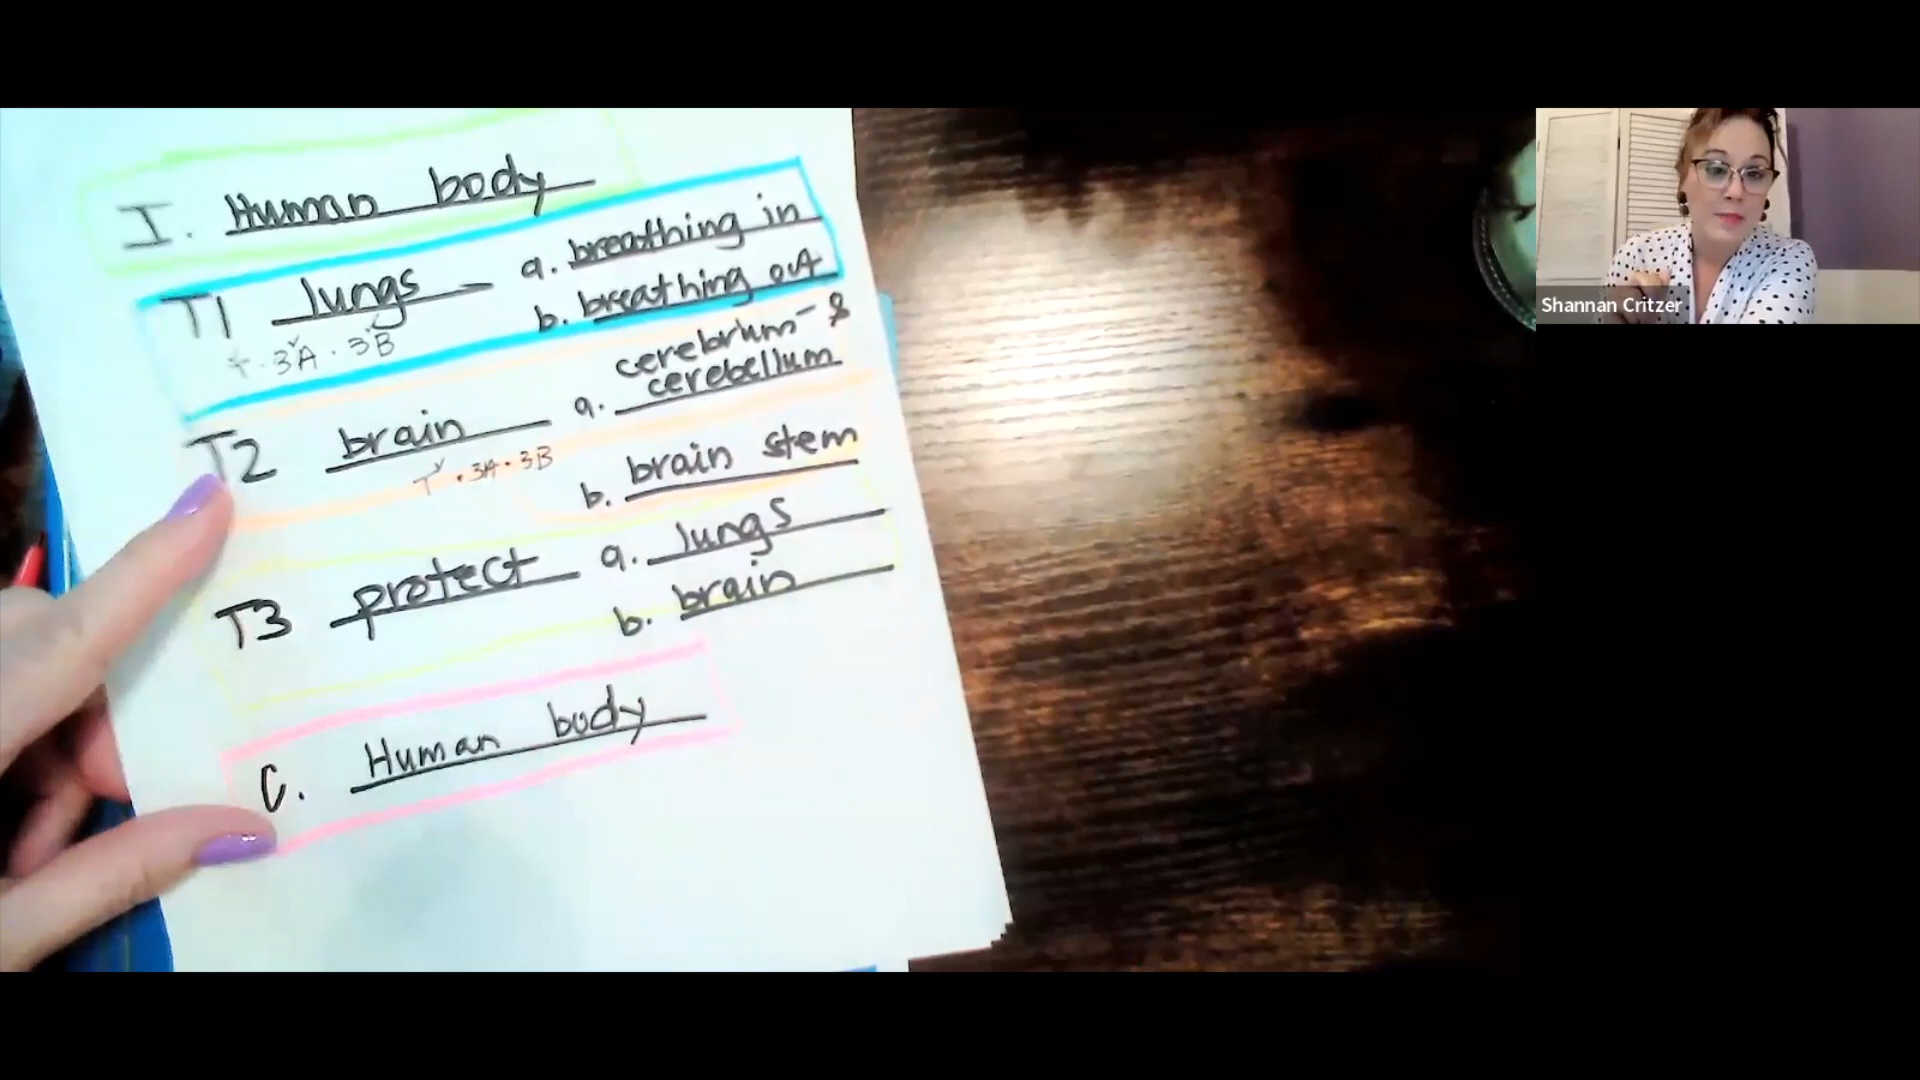 I. Human body
T1 lungs a. breathing in
b. breathing out
T · 3A · 3B
T2 brain a. cerebrum &
cerebellum
T · 3A · 3B
b. brain stem
T3 protect a. lungs
b. brain
C. Human body
Shannan Critzer